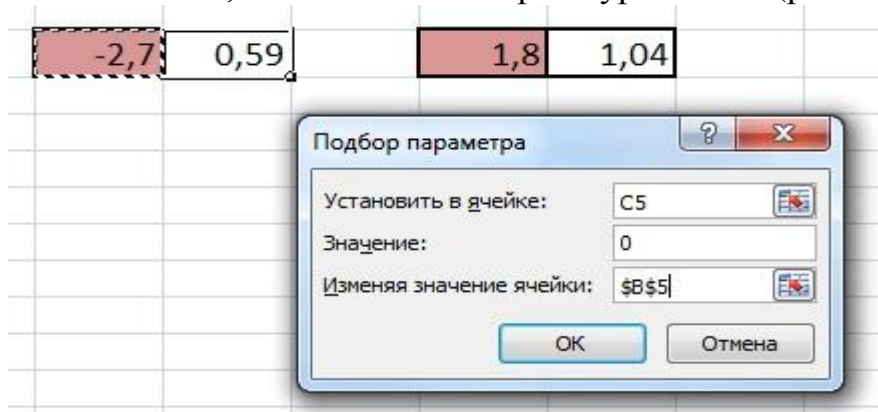 -2,7 0,59 1,8 1,04
Подбор параметра
Установить в ячейке: C5
Значение: 0
Изменяя значение ячейки: $B$5
ОК Отмена